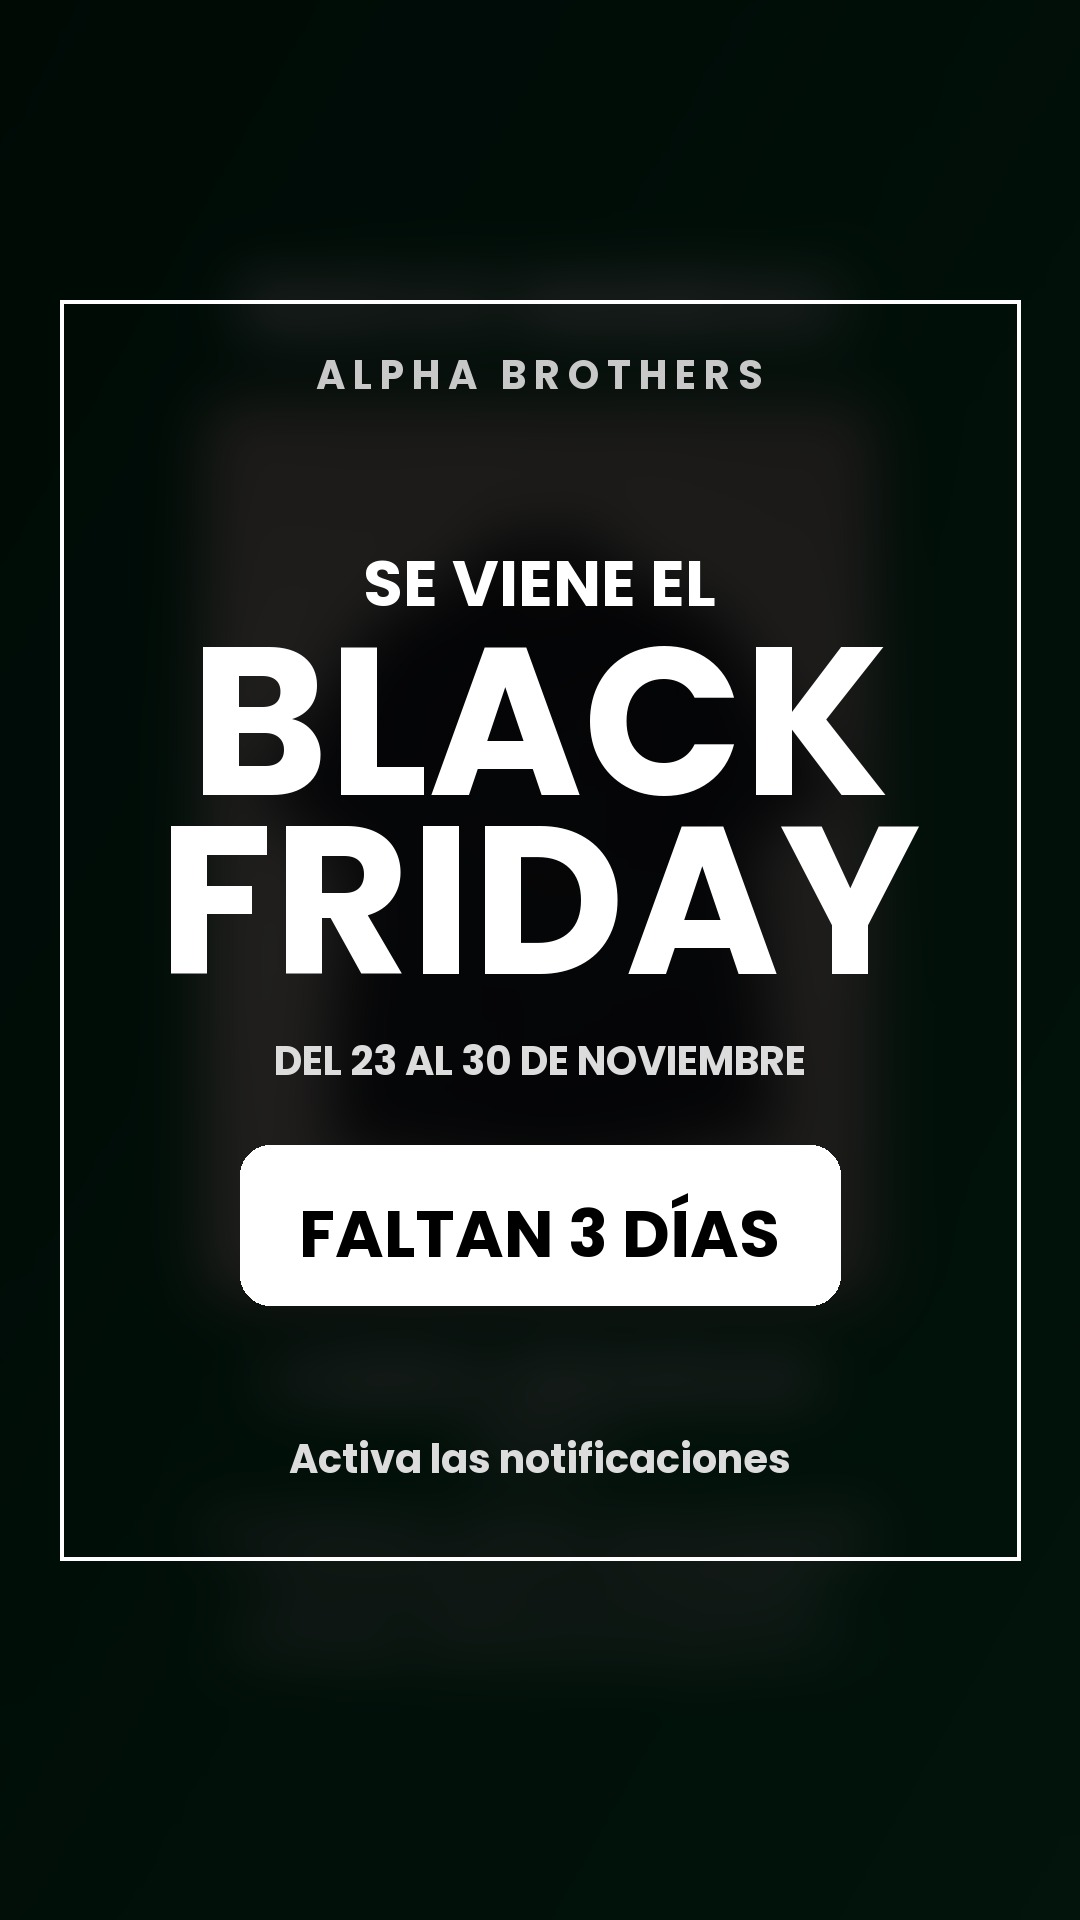 ALPHA BROTHERS
SE VIENE EL
BLACK
FRIDAY
DEL 23 AL 30 DE NOVIEMBRE
FALTAN 3 DÍAS
Activa las notificaciones